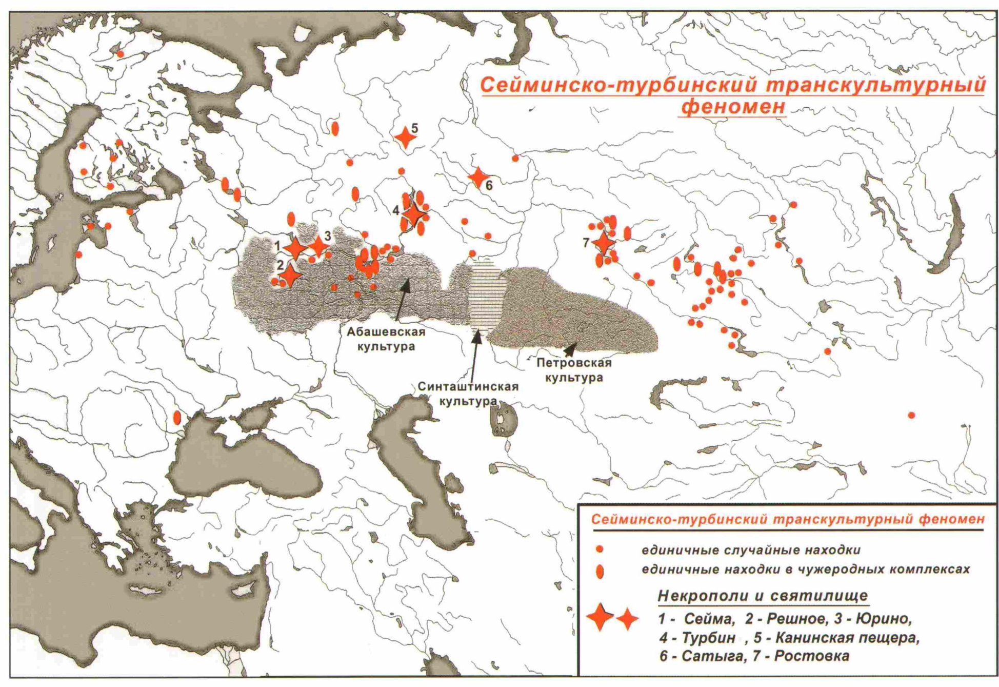 Сейминско-турбинский транскультурный
феномен
5
6
4
3
1
7
2
Абашевская
культура
Петровская
культура
Синташтинская
культура
Сейминско-турбинский транскультурный феномен
единичные случайные находки
единичные находки в чужеродных комплексах
Некрополи и святилище
1 - Сейма, 2 - Решное, 3 - Юрино,
4 - Турбин , 5 - Канинская пещера,
6 - Сатыга, 7 - Ростовка